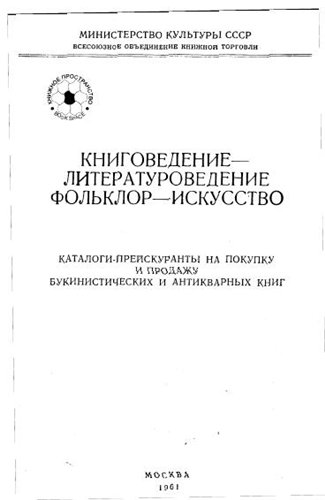 МИНИСТЕРСТВО КУЛЬТУРЫ СССР
ВСЕСОЮЗНОЕ ОБЪЕДИНЕНИЕ КНИЖНОЙ ТОРГОВЛИ
КНИЖНОЕ ПРОСТРАНСТВО
BOOKSPACE
КНИГОВЕДЕНИЕ—
ЛИТЕРАТУРОВЕДЕНИЕ
ФОЛЬКЛОР—ИСКУССТВО
КАТАЛОГИ-ПРЕЙСКУРАНТЫ НА ПОКУПКУ
И ПРОДАЖУ
БУКИНИСТИЧЕСКИХ И АНТИКВАРНЫХ КНИГ
МОСКВА
1961